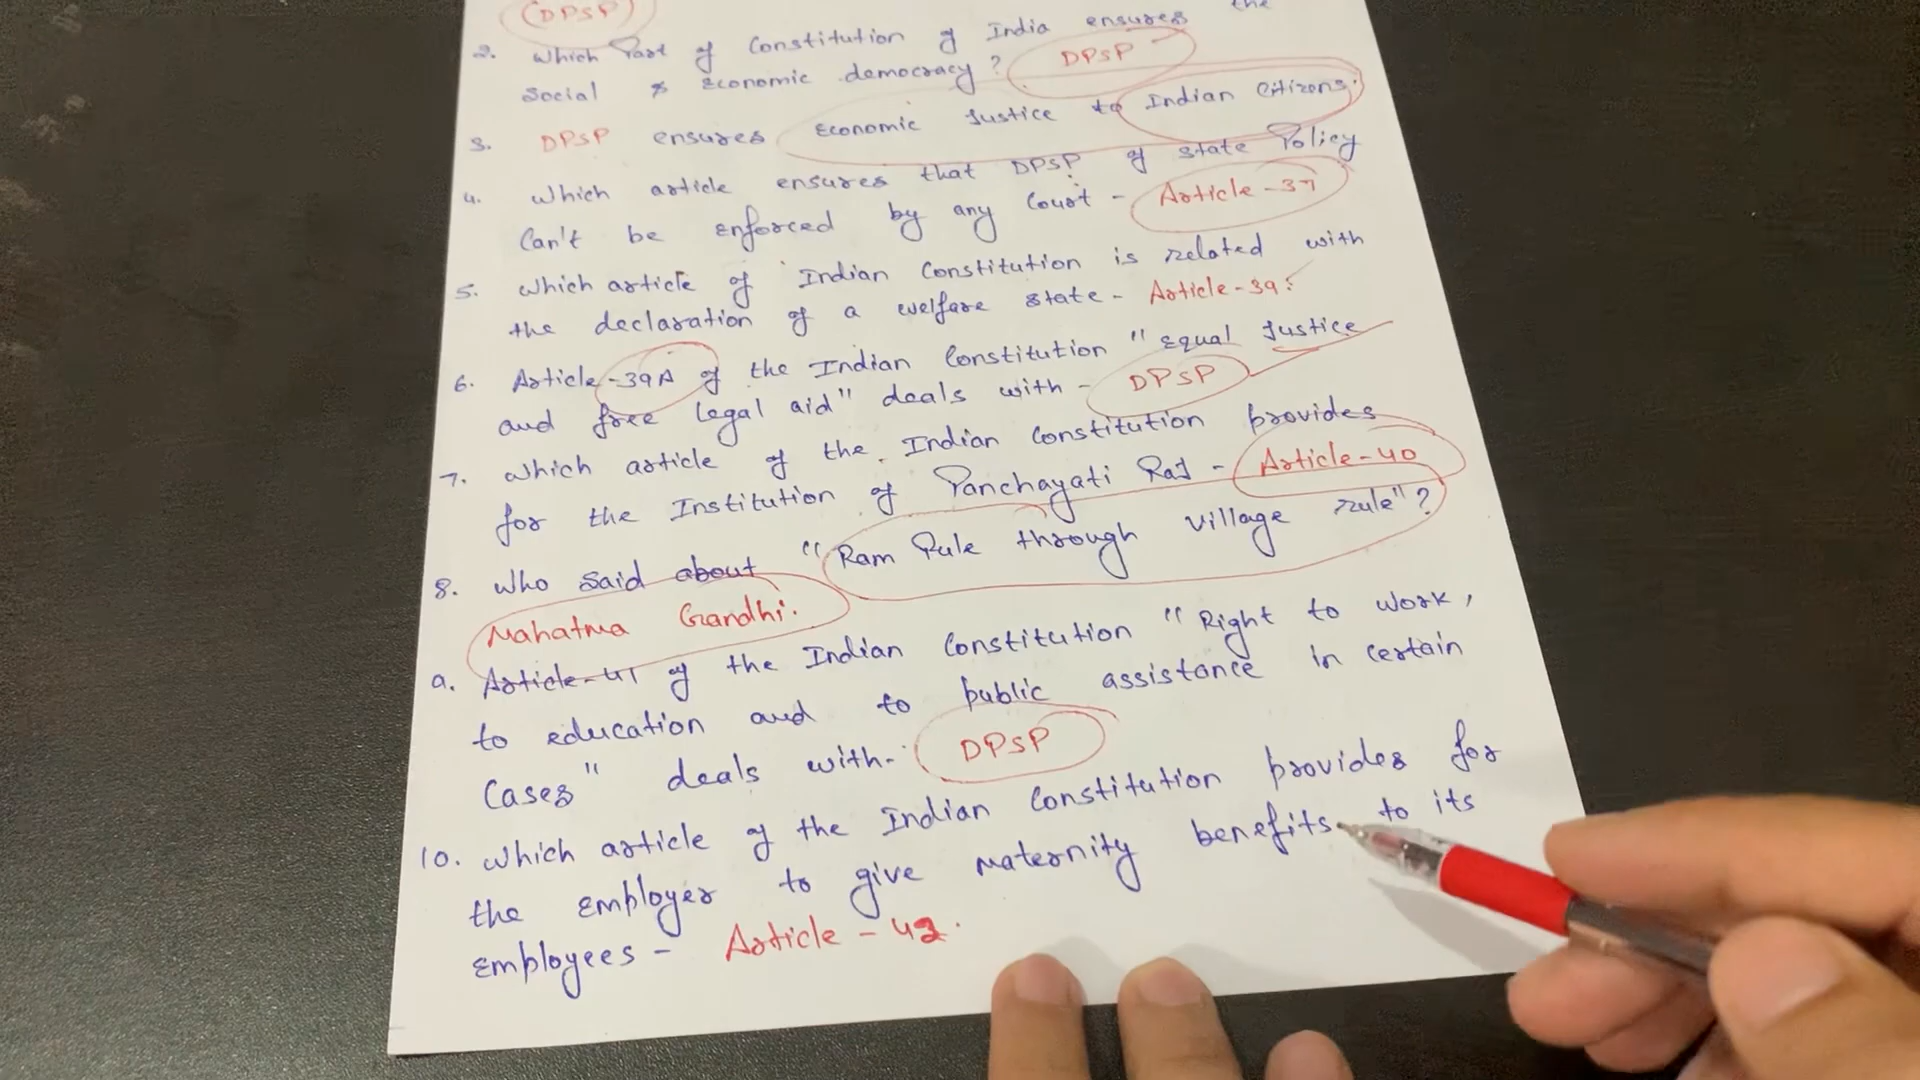 (DPSP)
2. Which Part of Constitution of India ensures the
Social & Economic democracy? DPSP
3. DPSP ensures Economic Justice to Indian Citizens.
4. Which article ensures that DPSP of State Policy
Can't be enforced by any Court - Article-37
5. Which article of Indian Constitution is related with
the declaration of a welfare state - Article-39
6. Article-39A of the Indian Constitution "Equal Justice
and free legal aid" deals with - DPSP
7. Which article of the Indian Constitution provides
for the Institution of Panchayati Raj - Article-40
8. Who said about "Ram Rule through village rule"?
Mahatma Gandhi.
9. Article-41 of the Indian Constitution "Right to work,
to education and to public assistance in certain
Cases" deals with- DPSP
10. Which article of the Indian Constitution provides for
the employer to give maternity benefits to its
employees - Article - 42.